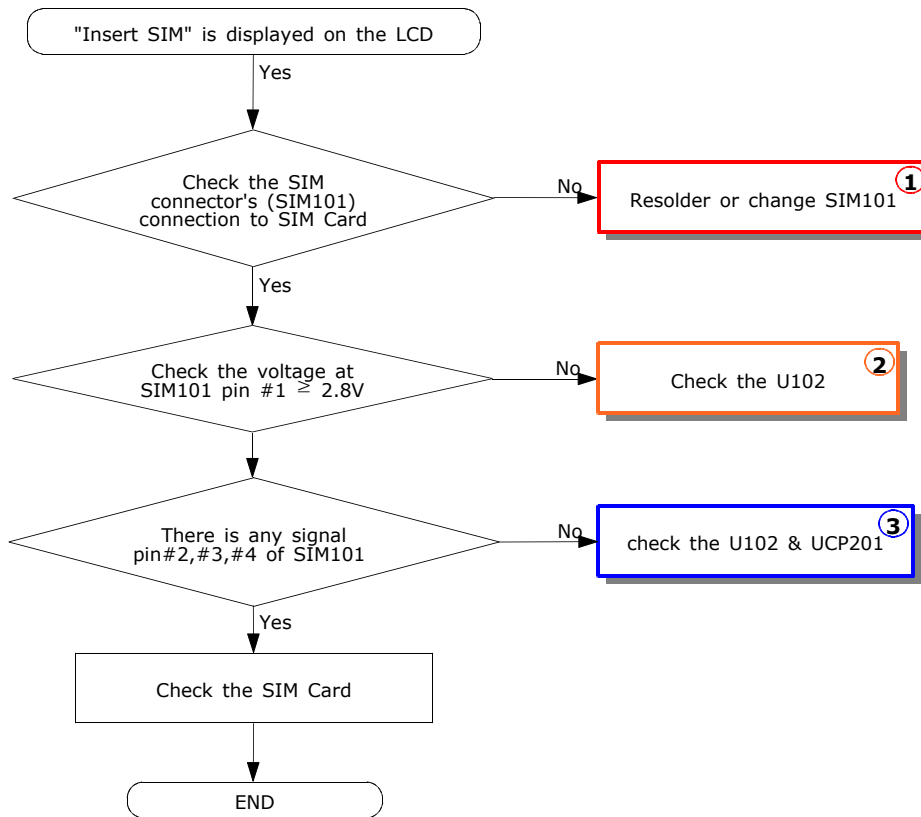 "Insert SIM" is displayed on the LCD
Yes
Check the SIM
connector's (SIM101)
connection to SIM Card
No
Resolder or change SIM101
1
Yes
Check the voltage at
SIM101 pin #1 ≥ 2.8V
No
Check the U102
2
There is any signal
pin#2,#3,#4 of SIM101
No
check the U102 & UCP201
3
Yes
Check the SIM Card
END